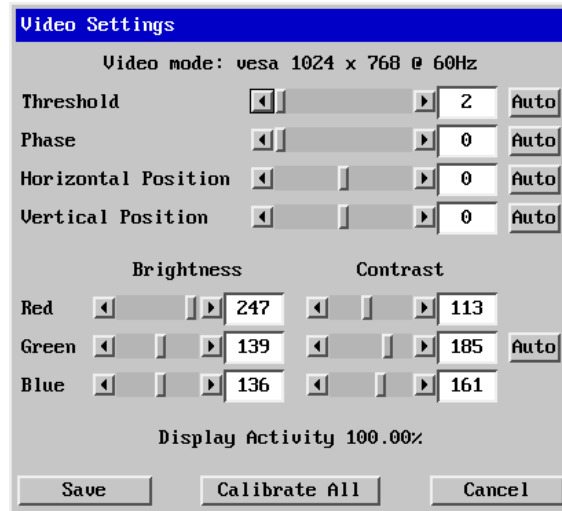 Video Settings
Video mode: vesa 1024 x 768 @ 60Hz
Threshold 2 Auto
Phase 0 Auto
Horizontal Position 0 Auto
Vertical Position 0 Auto
Brightness Contrast
Red 247 113
Green 139 185 Auto
Blue 136 161
Display Activity 100.00%
Save Calibrate All Cancel